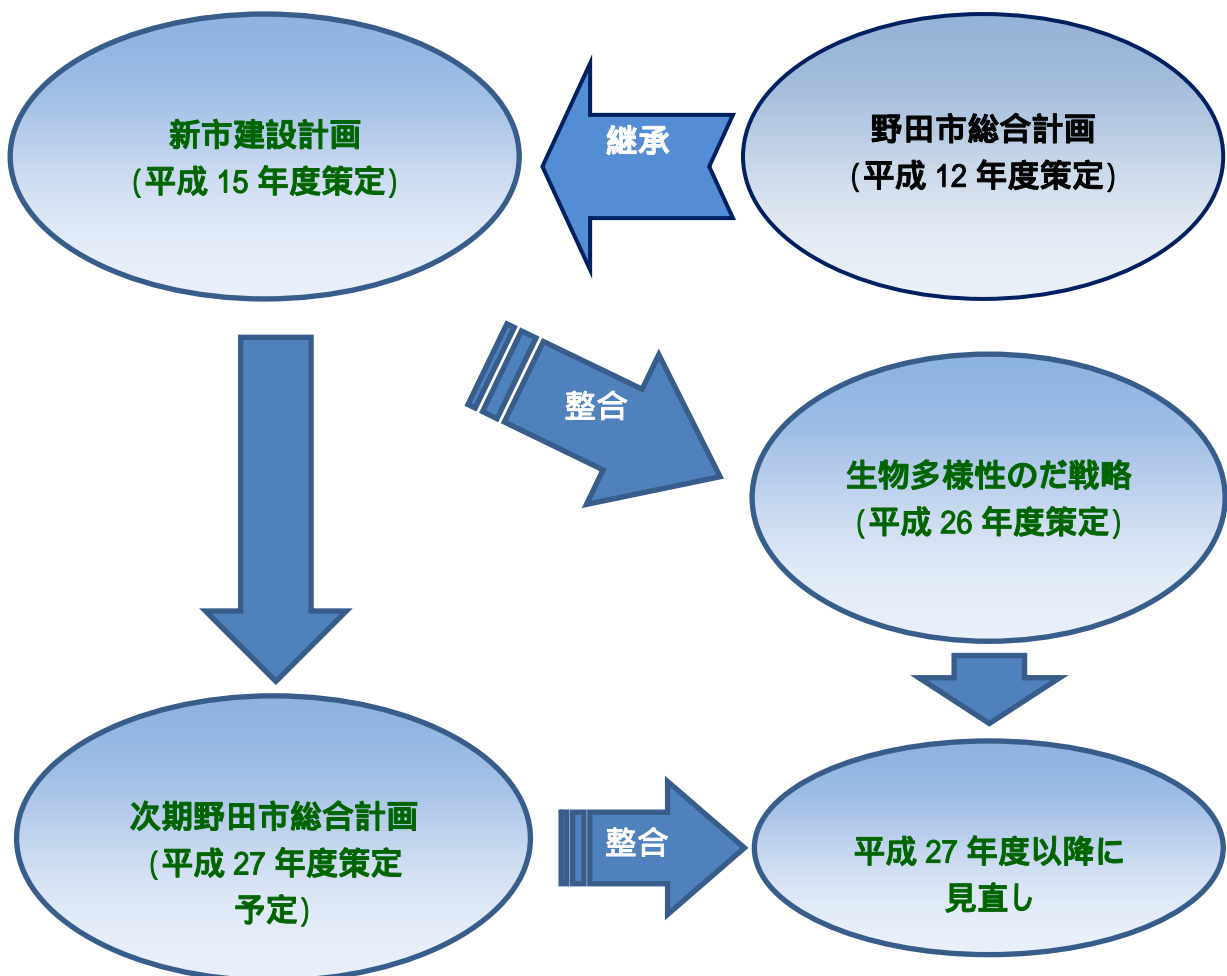 新市建設計画
(平成 15 年度策定)
継承
野田市総合計画
(平成 12 年度策定)
整合
生物多様性のだ戦略
(平成 26 年度策定)
次期野田市総合計画
(平成 27 年度策定
予定)
整合
平成 27 年度以降に
見直し